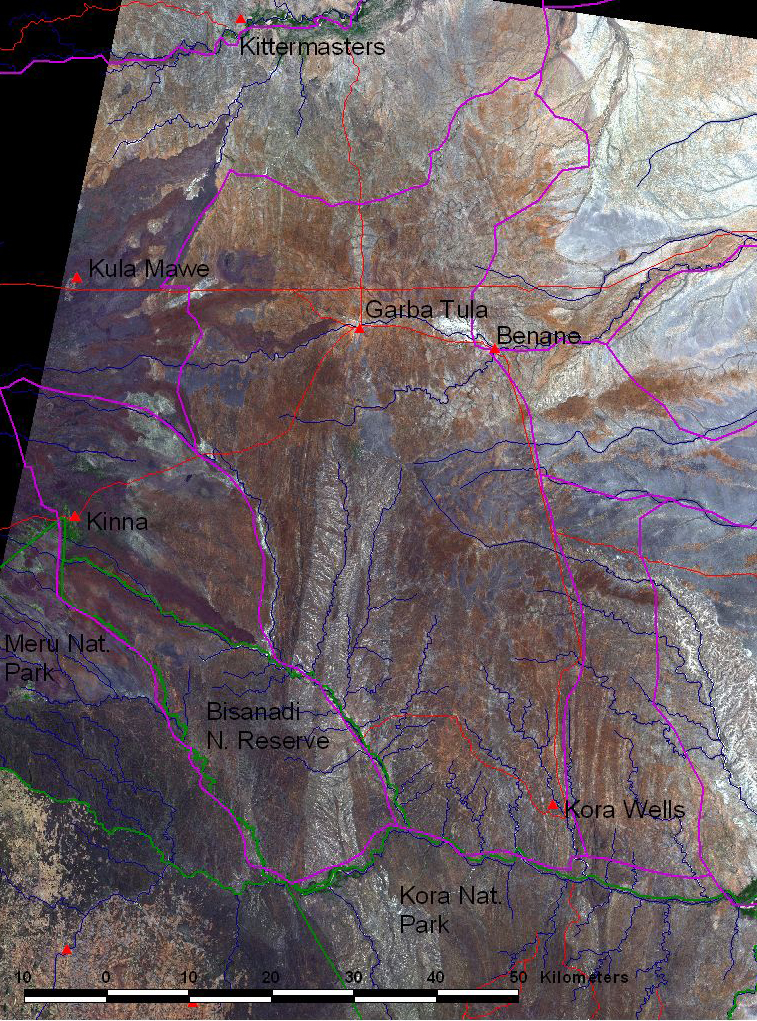 Kittermasters
Kula Mawe
Garba Tula
Benane
Kinna
Meru Nat.
Park
Bisanadi
N. Reserve
Kora Wells
Kora Nat.
Park
10 0 10 20 30 40 50 Kilometers